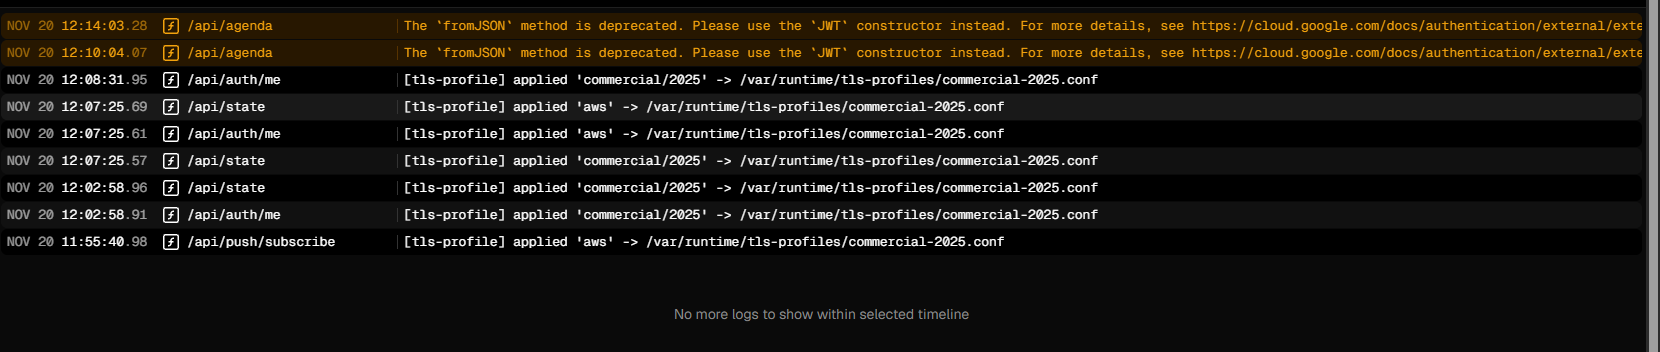 NOV 20 12:14:03.28 /api/agenda The `fromJSON` method is deprecated. Please use the `JWT` constructor instead. For more details, see https://cloud.google.com/docs/authentication/external/exte
NOV 20 12:10:04.07 /api/agenda The `fromJSON` method is deprecated. Please use the `JWT` constructor instead. For more details, see https://cloud.google.com/docs/authentication/external/exte
NOV 20 12:08:31.95 /api/auth/me [tls-profile] applied 'commercial/2025' -> /var/runtime/tls-profiles/commercial-2025.conf
NOV 20 12:07:25.69 /api/state [tls-profile] applied 'aws' -> /var/runtime/tls-profiles/commercial-2025.conf
NOV 20 12:07:25.61 /api/auth/me [tls-profile] applied 'aws' -> /var/runtime/tls-profiles/commercial-2025.conf
NOV 20 12:07:25.57 /api/state [tls-profile] applied 'commercial/2025' -> /var/runtime/tls-profiles/commercial-2025.conf
NOV 20 12:02:58.96 /api/state [tls-profile] applied 'commercial/2025' -> /var/runtime/tls-profiles/commercial-2025.conf
NOV 20 12:02:58.91 /api/auth/me [tls-profile] applied 'commercial/2025' -> /var/runtime/tls-profiles/commercial-2025.conf
NOV 20 11:55:40.98 /api/push/subscribe [tls-profile] applied 'aws' -> /var/runtime/tls-profiles/commercial-2025.conf
No more logs to show within selected timeline